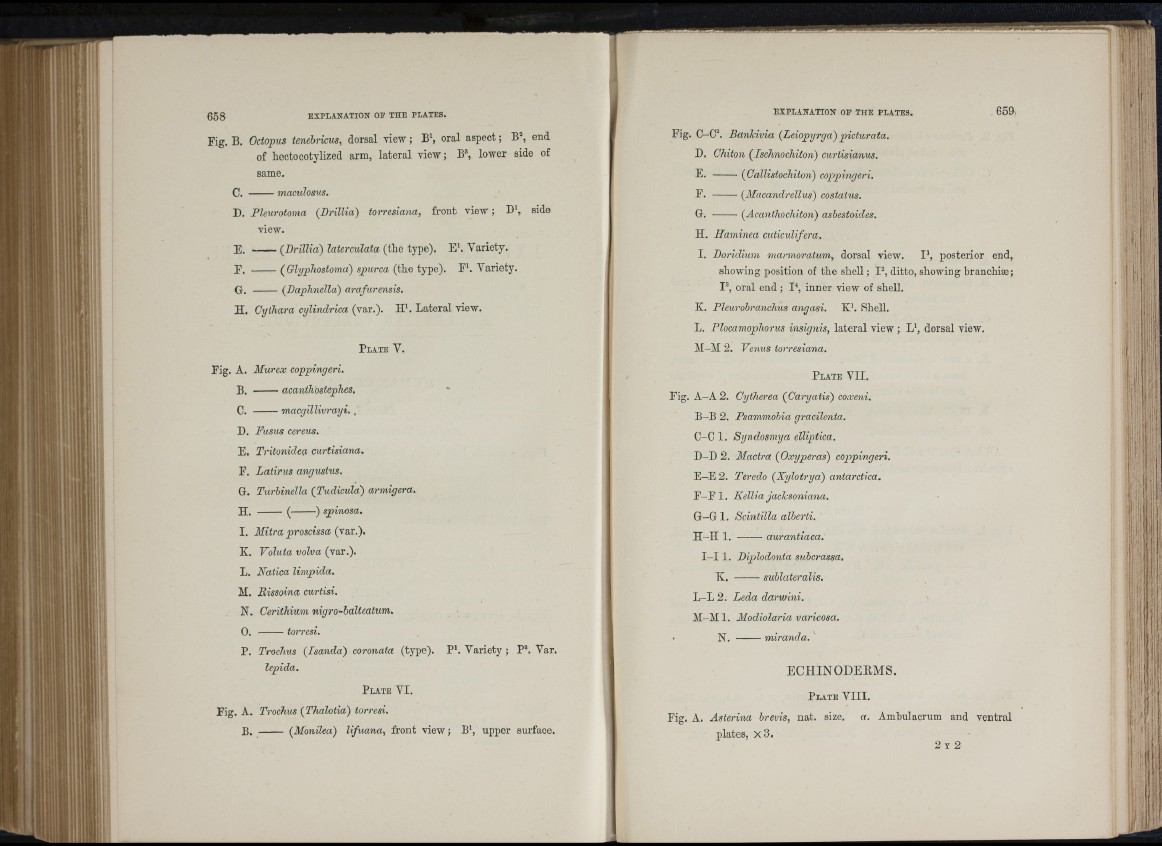 658 EXPLANATION OF THE PLATES.
Fig. B. Octopus tenebricus, dorsal view; B¹, oral aspect; B², end
of hectocotylized arm, lateral view; B³, lower side of
same.
C. —— maculosus.
D. Pleurotoma (Drillia) torresiana, front view; D¹, side
view.
E. —— (Drillia) laterculata (the type). E¹. Variety.
F. —— (Glyphostoma) spurca (the type). F¹. Variety.
G. —— (Daphnella) arafurensis.
H. Cythara cylindrica (var.). H¹. Lateral view.
PLATE V.
Fig. A. Murex coppingeri.
B. —— acanthostephes.
C. —— macgillivrayi.
D. Fusus cereus.
E. Tritonidea curtisiana.
F. Latirus angustus.
G. Turbinella (Tudicula) armigera.
H. —— (——) spinosa.
I. Mitra proscissa (var.).
K. Voluta volva (var.).
L. Natica limpida.
M. Rissoina curtisi.
N. Cerithium nigro-balteatum.
O. —— torresi.
P. Trochus (Isanda) coronata (type). P¹. Variety; P². Var.
lepida.
PLATE VI.
Fig. A. Trochus (Thalotia) torresi.
B. —— (Monilea) lifuana, front view; B¹, upper surface.
EXPLANATION OF THE PLATES. 659
Fig. C–C². Bankivia (Leiopyrga) picturata.
D. Chiton (Ischnochiton) curtisianus.
E. —— (Callistochiton) coppingeri.
F. —— (Macandrellus) costatus.
G. —— (Acanthochiton) asbestoides.
H. Haminea cuticulifera.
I. Doridium marmoratum, dorsal view. I¹, posterior end,
showing position of the shell; I², ditto, showing branchiæ;
I³, oral end; I⁴, inner view of shell.
K. Pleurobranchus angasi. K¹. Shell.
L. Plocamophorus insignis, lateral view; L¹, dorsal view.
M–M 2. Venus torresiana.
PLATE VII.
Fig. A–A 2. Cytherea (Caryatis) coxeni.
B–B 2. Psammobia gracilenta.
C–C 1. Syndosmya elliptica.
D–D 2. Mactra (Oxyperas) coppingeri.
E–E 2. Teredo (Xylotrya) antarctica.
F–F 1. Kellia jacksoniana.
G–G 1. Scintilla alberti.
H–H 1. —— aurantiaca.
I–I 1. Diplodonta subcrassa.
K. —— sublateralis.
L–L 2. Leda darwini.
M–M 1. Modiolaria varicosa.
N. —— miranda.
ECHINODERMS.
PLATE VIII.
Fig. A. Asterina brevis, nat. size. a. Ambulacrum and ventral
plates, ×3.
2 Y 2